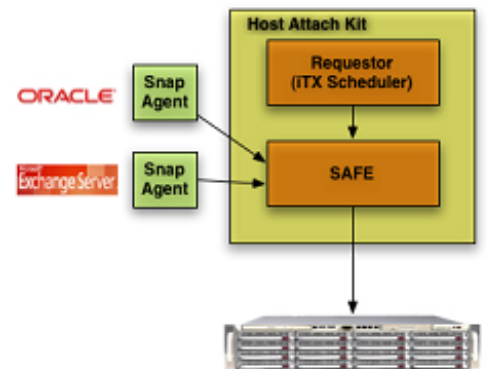 Host Attach Kit
Requestor
(iTX Scheduler)
Snap
Agent
ORACLE
SAFE
Snap
Agent
Exchange Server